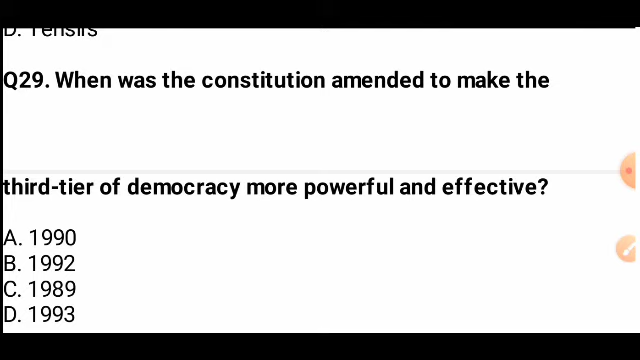 D. Tehsils
Q29. When was the constitution amended to make the
third-tier of democracy more powerful and effective?
A. 1990
B. 1992
C. 1989
D. 1993